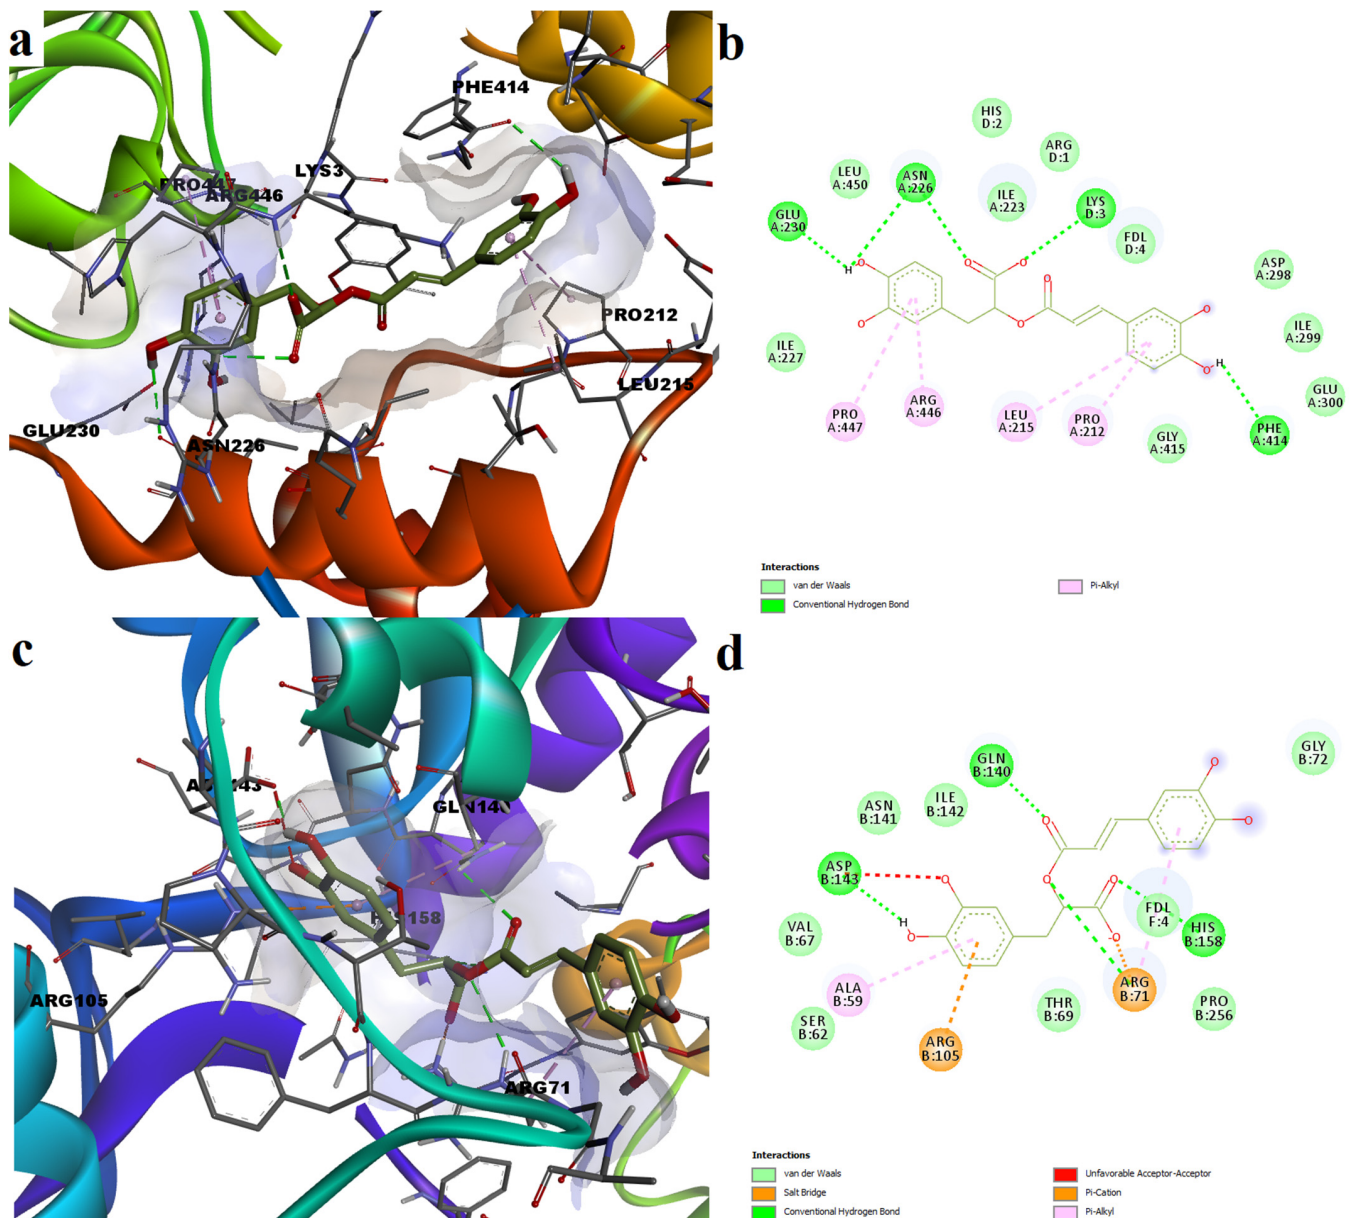 a
PHE414
LYS3
PRO447
ARG446
PRO212
LEU215
GLU230
ASN226
b
HIS
D:2
ARG
D:1
LEU
A:450
ASN
A:226
ILE
A:223
LYS
D:3
GLU
A:230
FDL
D:4
ASP
A:298
H
O
O
O
O
O
O
O
O
ILE
A:299
ILE
A:227
H
GLU
A:300
PRO
A:447
ARG
A:446
LEU
A:215
PRO
A:212
GLY
A:415
PHE
A:414
Interactions
van der Waals
Pi-Alkyl
Conventional Hydrogen Bond
c
GLN140
HIS158
ARG105
ARG71
d
GLY
B:72
GLN
B:140
O
ASN
B:141
ILE
B:142
O
O
ASP
B:143
O
O
O
H
O
FDL
F:4
HIS
B:158
VAL
B:67
O
ALA
B:59
ARG
B:71
THR
B:69
PRO
B:256
SER
B:62
ARG
B:105
Interactions
van der Waals
Unfavorable Acceptor-Acceptor
Salt Bridge
Pi-Cation
Conventional Hydrogen Bond
Pi-Alkyl